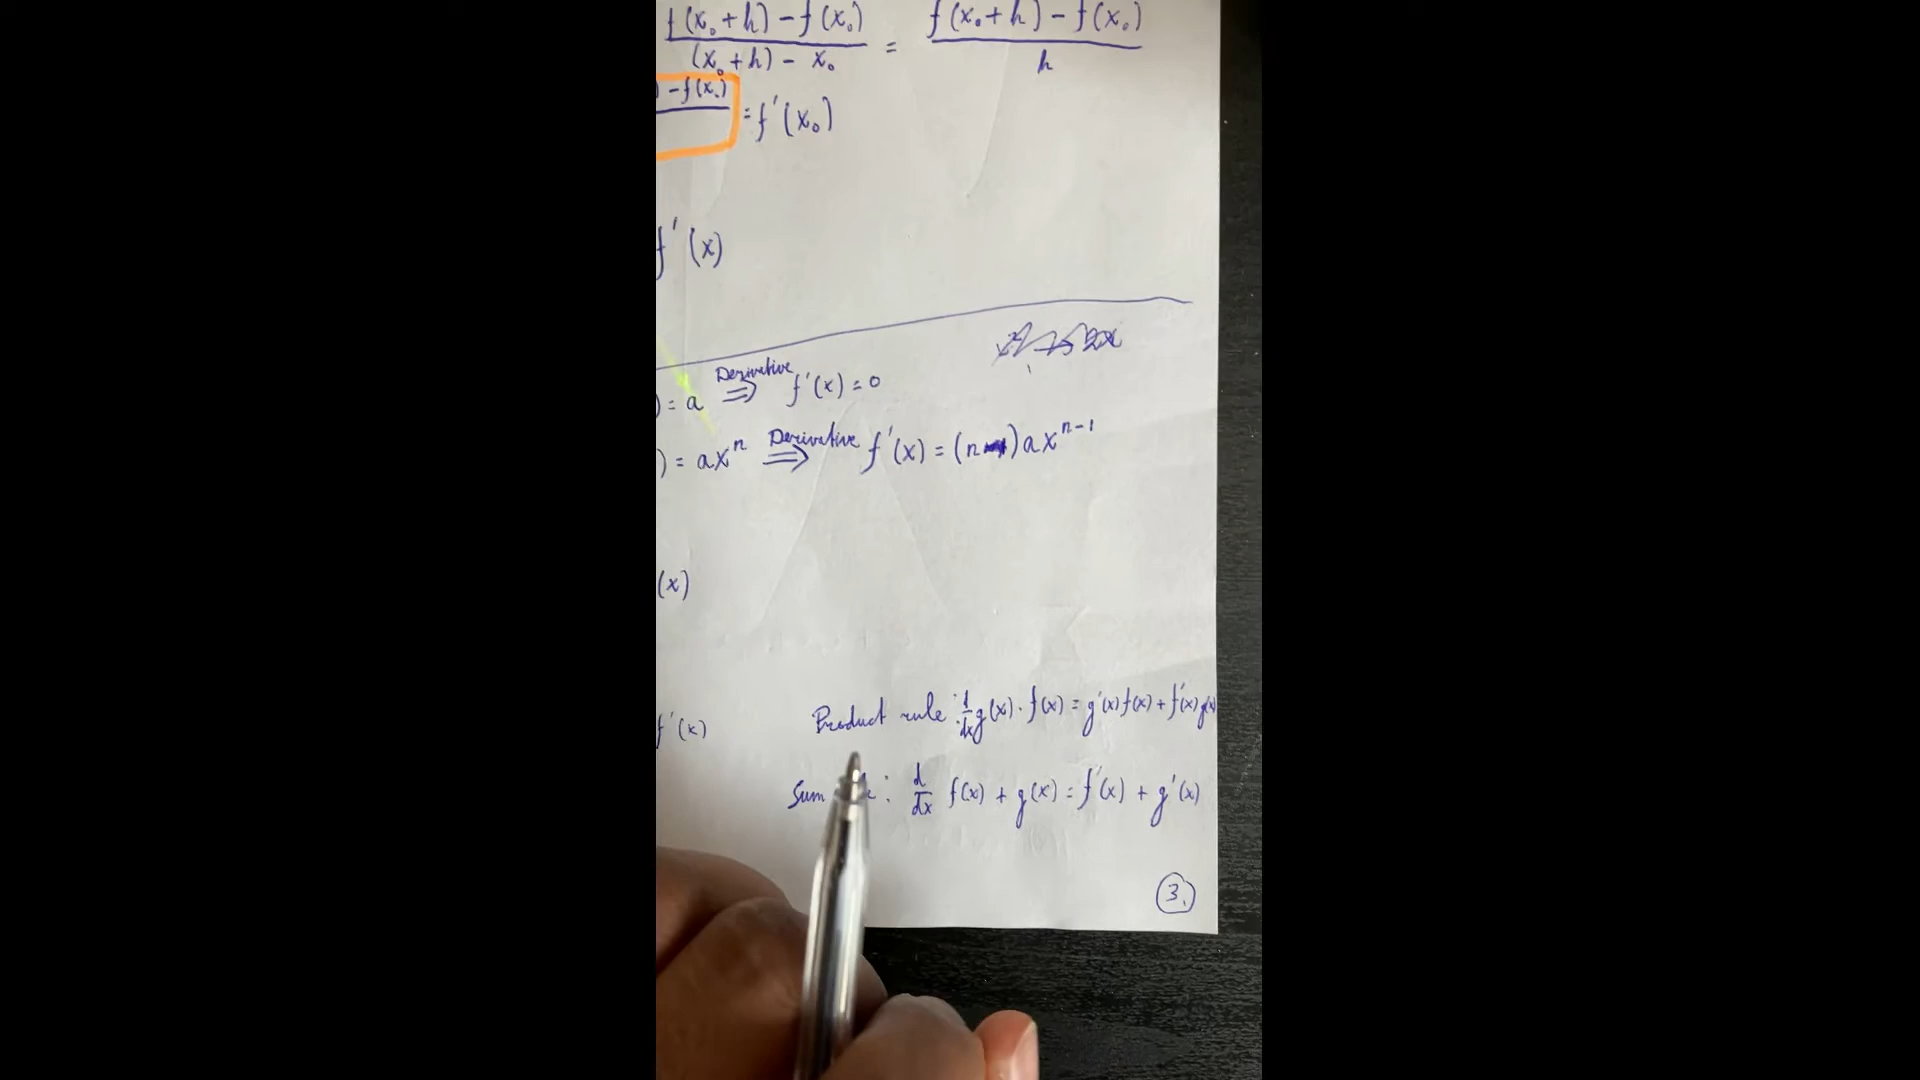 f(x₀+h) - f(x₀) / (x₀+h) - x₀ = f(x₀+h) - f(x₀) / h
) - f(x₀) = f'(x₀)
f'(x)
) = a Derivative ⇒ f'(x) = 0
) = axⁿ Derivative ⇒ f'(x) = (n) axⁿ⁻¹
(x)
f'(x)
Product rule : d/dx g(x) · f(x) = g'(x) f(x) + f'(x) g(x)
Sum : d/dx f(x) + g(x) = f'(x) + g'(x)
3.